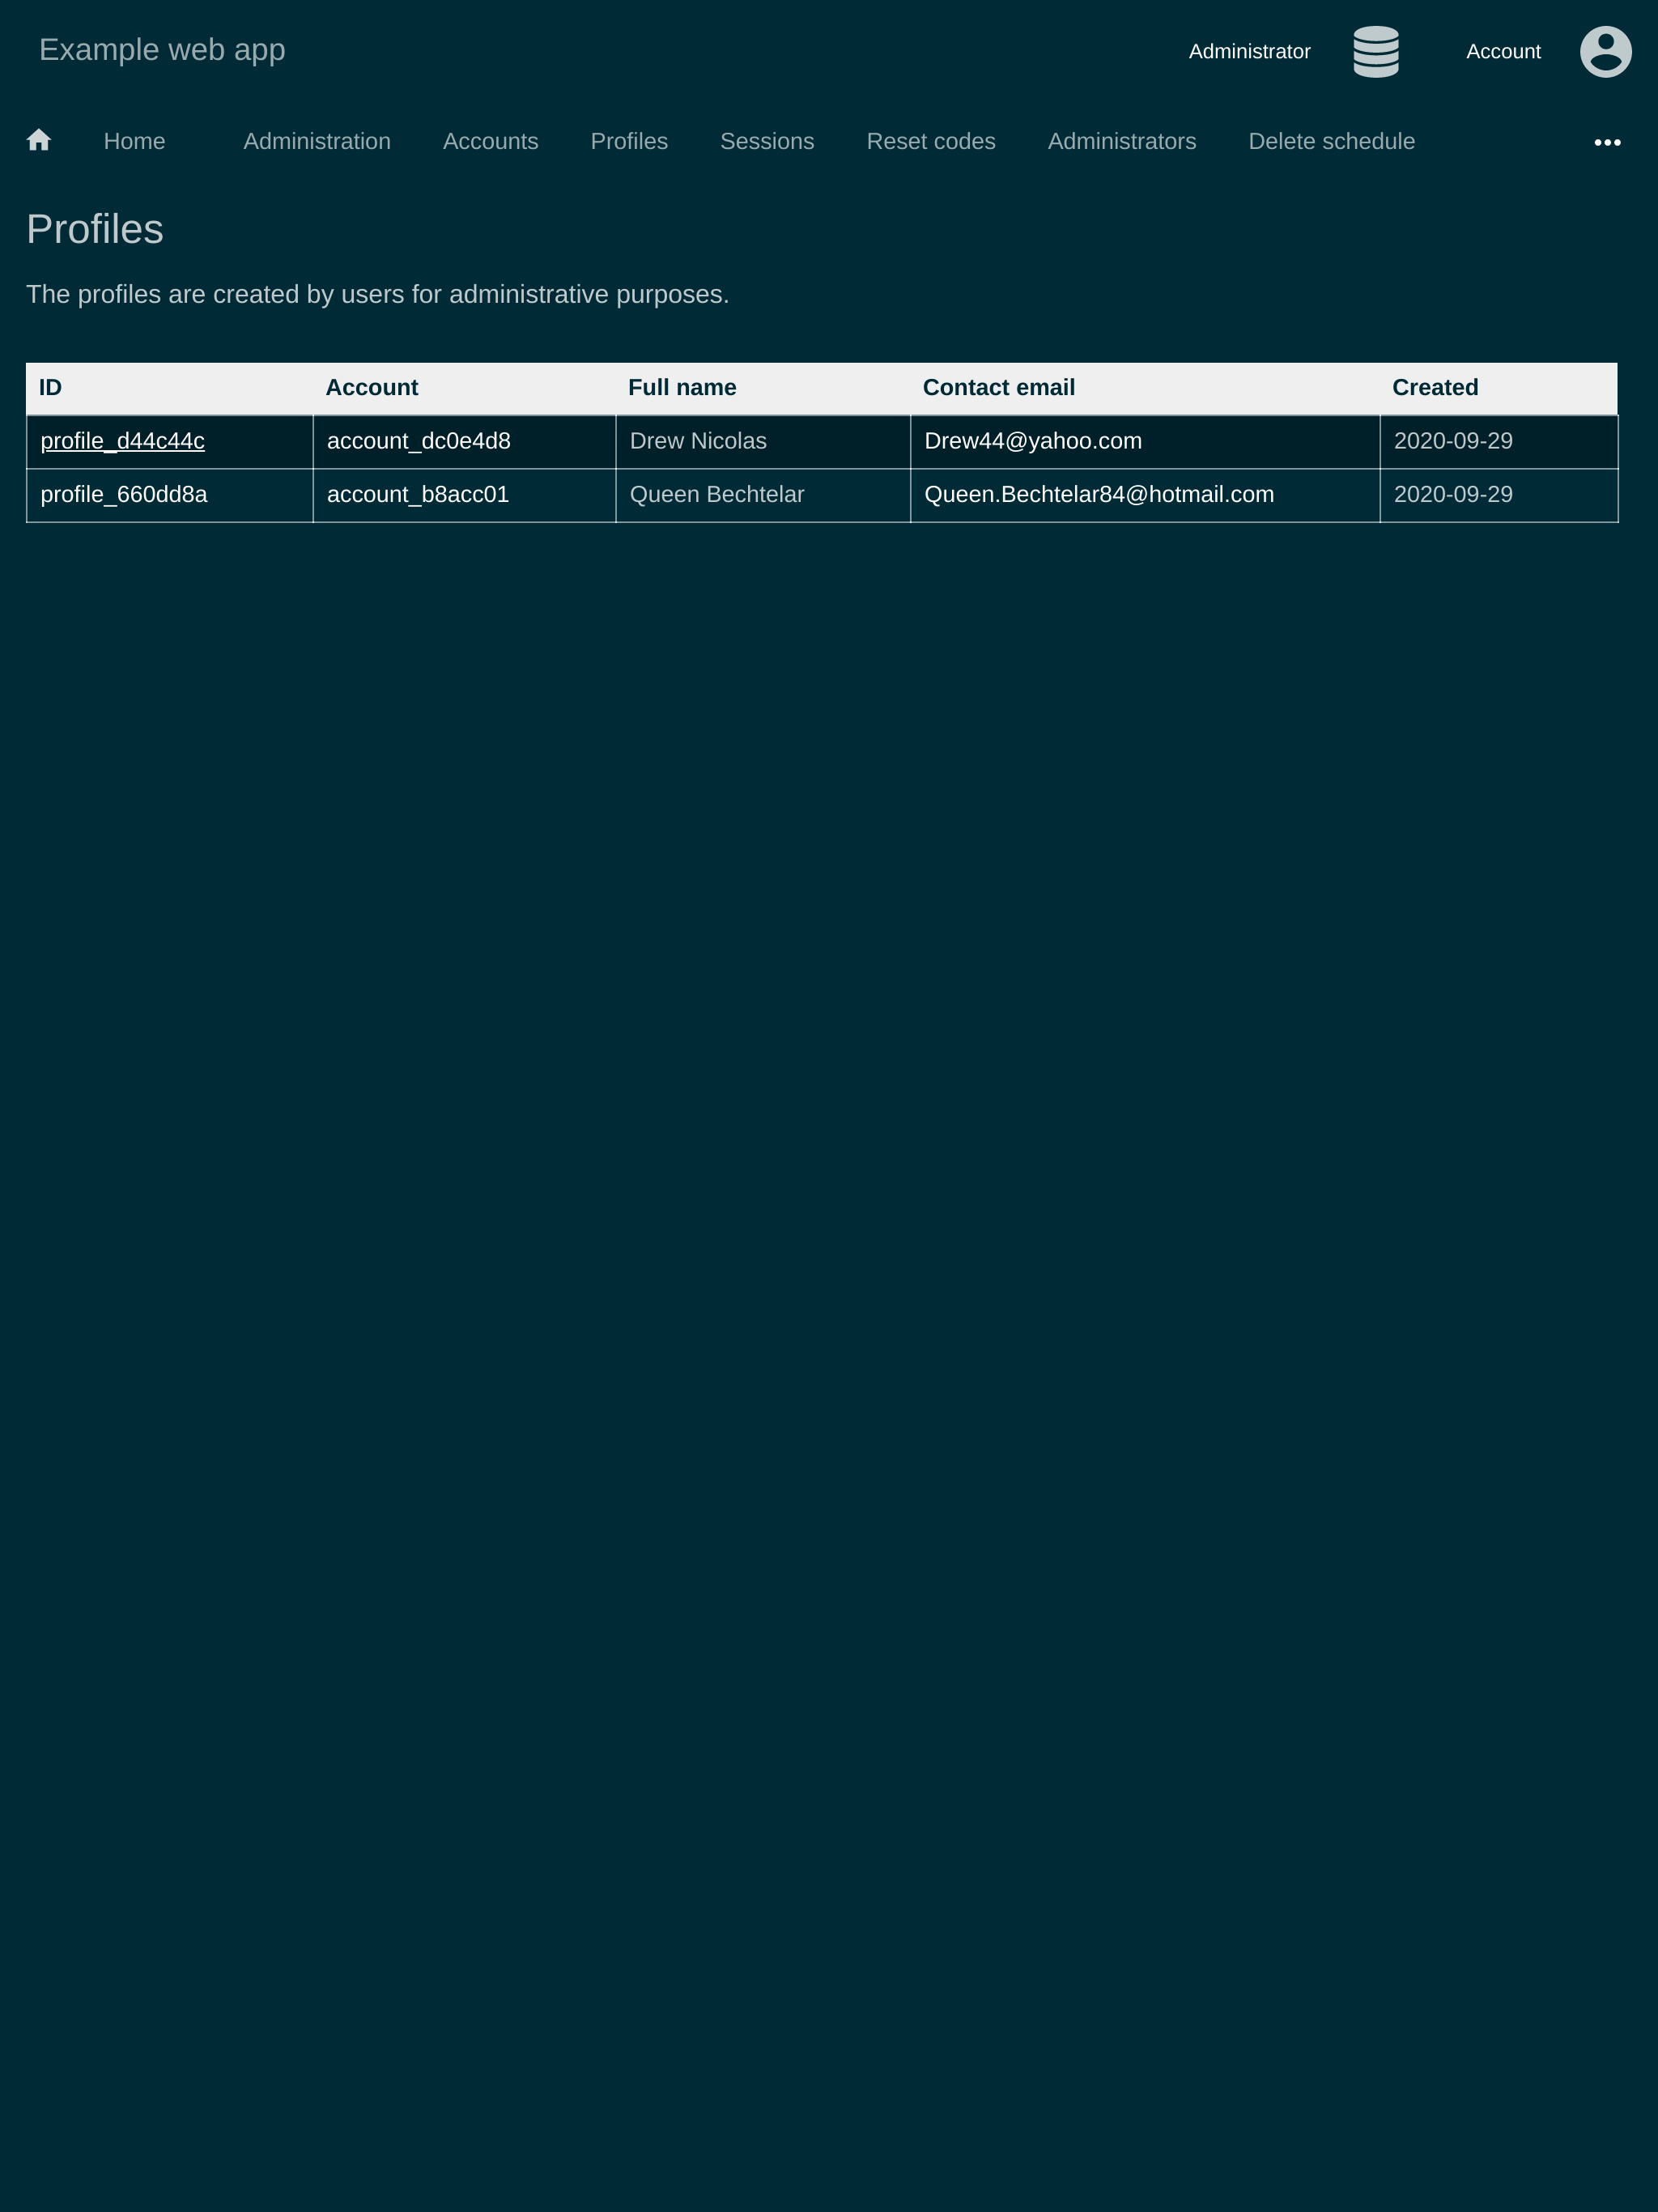 Example web app
Administrator Account
Home Administration Accounts Profiles Sessions Reset codes Administrators Delete schedule
Profiles
The profiles are created by users for administrative purposes.
ID Account Full name Contact email Created
profile_d44c44c account_dc0e4d8 Drew Nicolas Drew44@yahoo.com 2020-09-29
profile_660dd8a account_b8acc01 Queen Bechtelar Queen.Bechtelar84@hotmail.com 2020-09-29